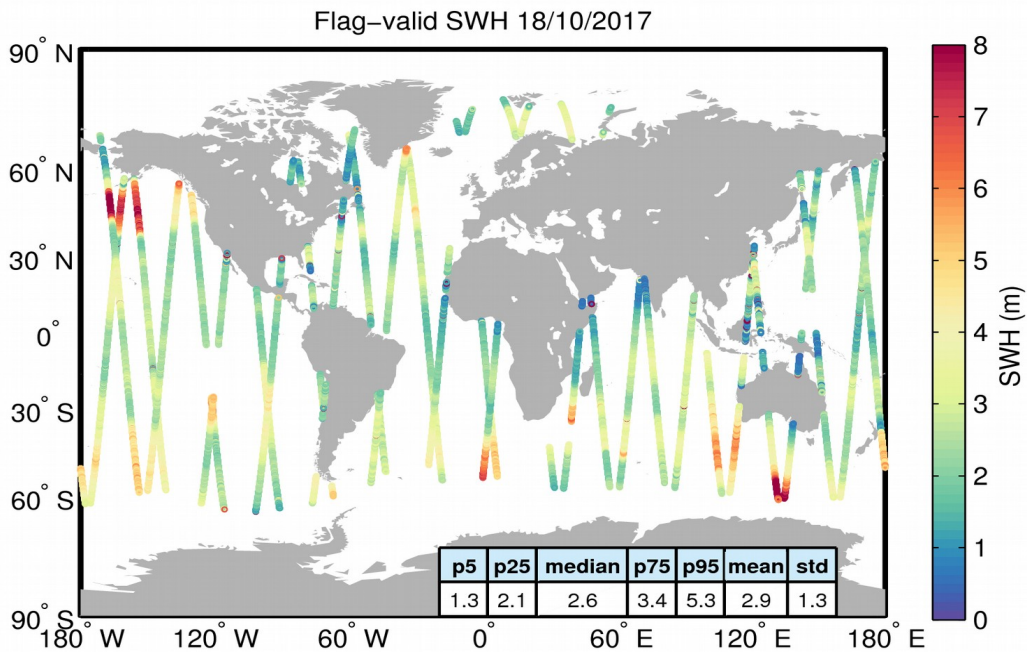 Flag−valid SWH 18/10/2017
90° N
60° N
30° N
0°
30° S
60° S
90° S
180° W
120° W
60° W
0°
60° E
120° E
180° E
p5 p25 median p75 p95 mean std
1.3 2.1 2.6 3.4 5.3 2.9 1.3
8
7
6
5
4
3
2
1
0
SWH (m)